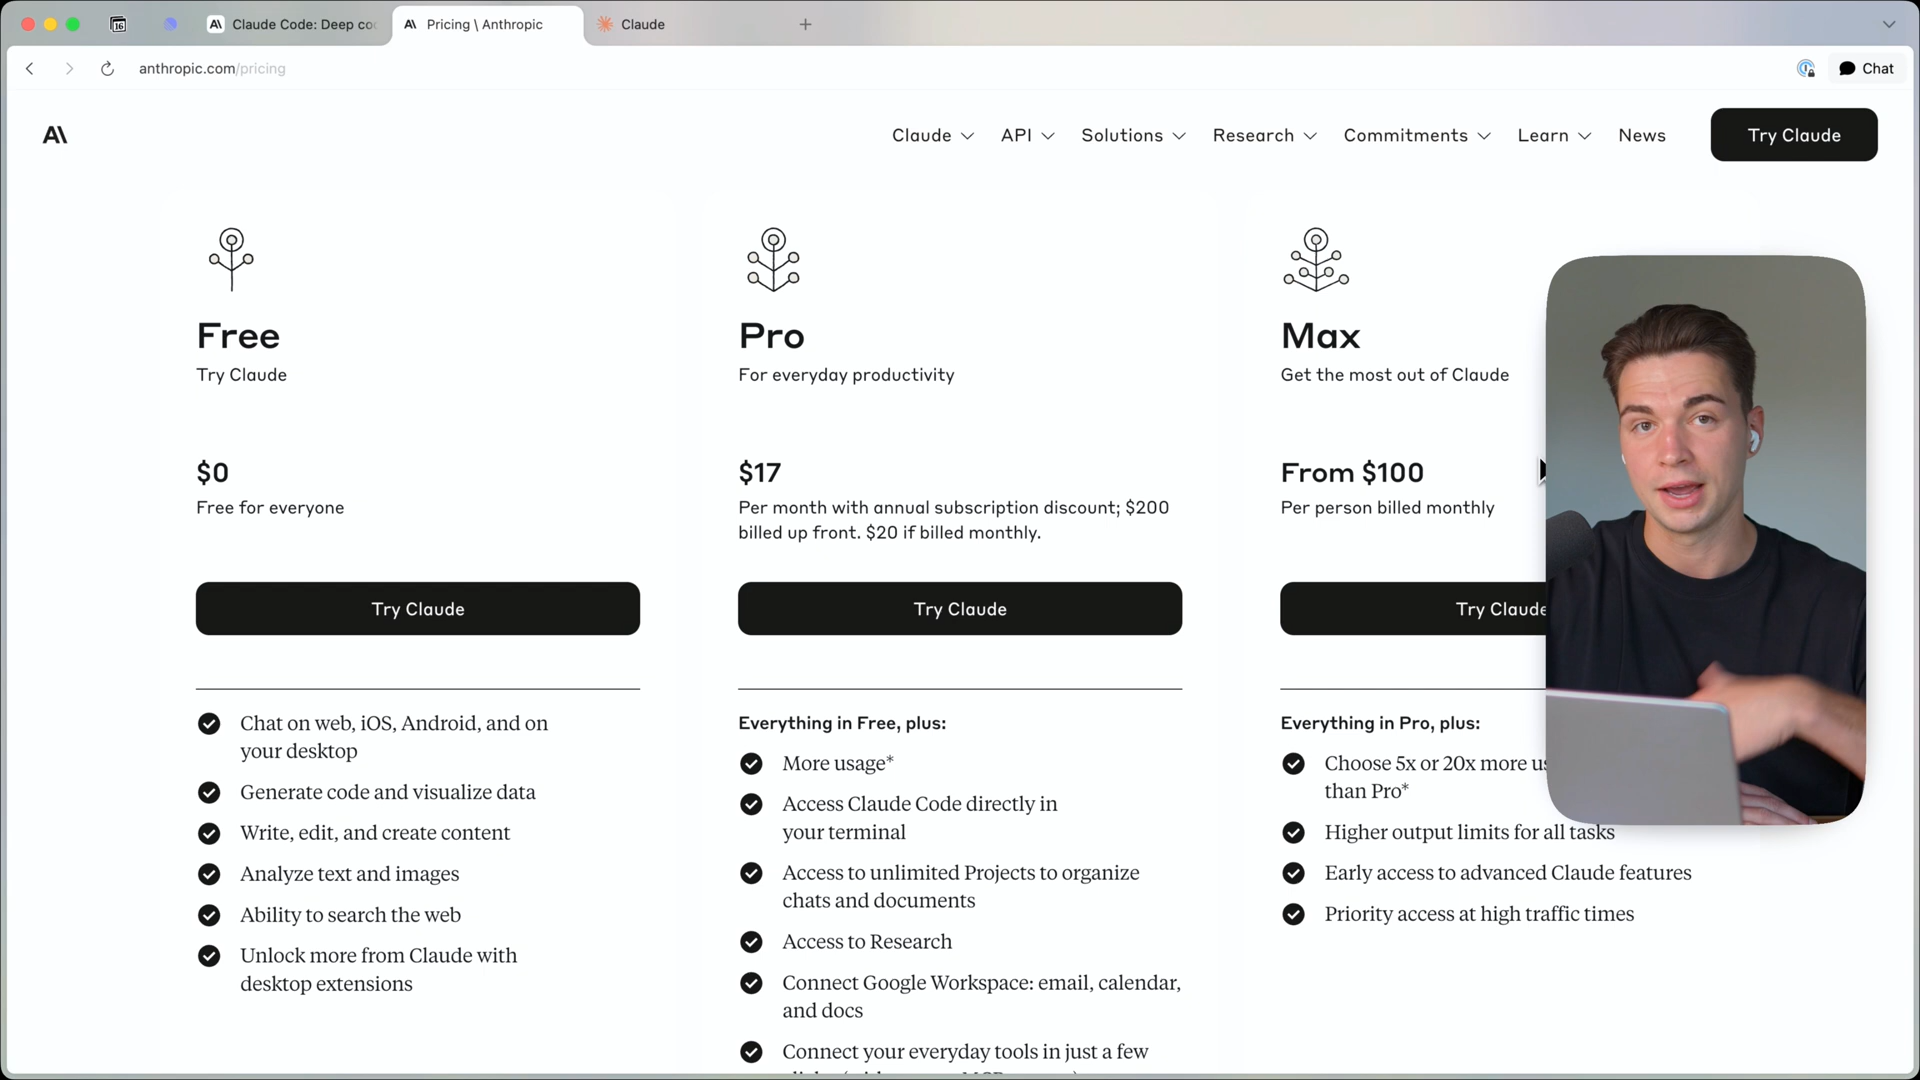 Claude Code: Deep co
Pricing \ Anthropic
Claude
anthropic.com/pricing
Chat
Claude
API
Solutions
Research
Commitments
Learn
News
Try Claude
Free
Try Claude
$0
Free for everyone
Try Claude
Chat on web, iOS, Android, and on
your desktop
Generate code and visualize data
Write, edit, and create content
Analyze text and images
Ability to search the web
Unlock more from Claude with
desktop extensions
Pro
For everyday productivity
$17
Per month with annual subscription discount; $200
billed up front. $20 if billed monthly.
Try Claude
Everything in Free, plus:
More usage*
Access Claude Code directly in
your terminal
Access to unlimited Projects to organize
chats and documents
Access to Research
Connect Google Workspace: email, calendar,
and docs
Connect your everyday tools in just a few
Max
Get the most out of Claude
From $100
Per person billed monthly
Try Claude
Everything in Pro, plus:
Choose 5x or 20x more us
than Pro*
Higher output limits for all tasks
Early access to advanced Claude features
Priority access at high traffic times